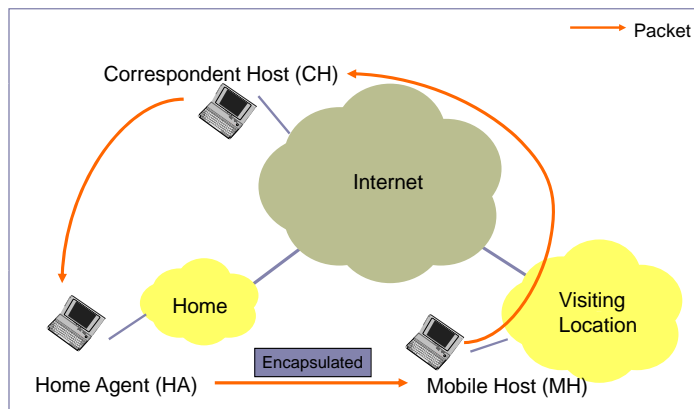 Packet
Correspondent Host (CH)
Internet
Home
Visiting
Location
Encapsulated
Home Agent (HA)
Mobile Host (MH)